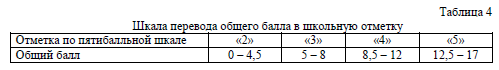 Таблица 4
Шкала перевода общего балла в школьную отметку
Отметка по пятибалльной шкале «2» «3» «4» «5»
Общий балл 0 – 4,5 5 – 8 8,5 – 12 12,5 – 17